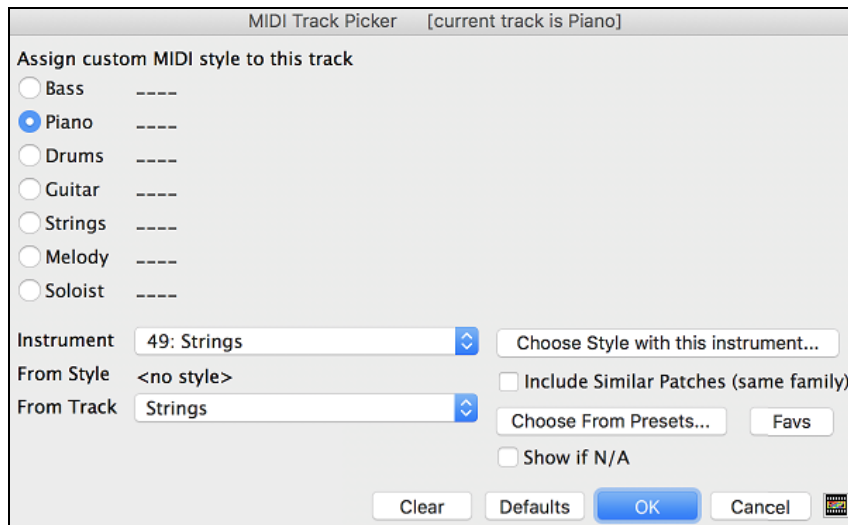 MIDI Track Picker [current track is Piano]
Assign custom MIDI style to this track
Bass ----
Piano ----
Drums ----
Guitar ----
Strings ----
Melody ----
Soloist ----
Instrument 49: Strings Choose Style with this instrument...
From Style <no style> Include Similar Patches (same family)
From Track Strings Choose From Presets... Favs
Show if N/A
Clear Defaults OK Cancel